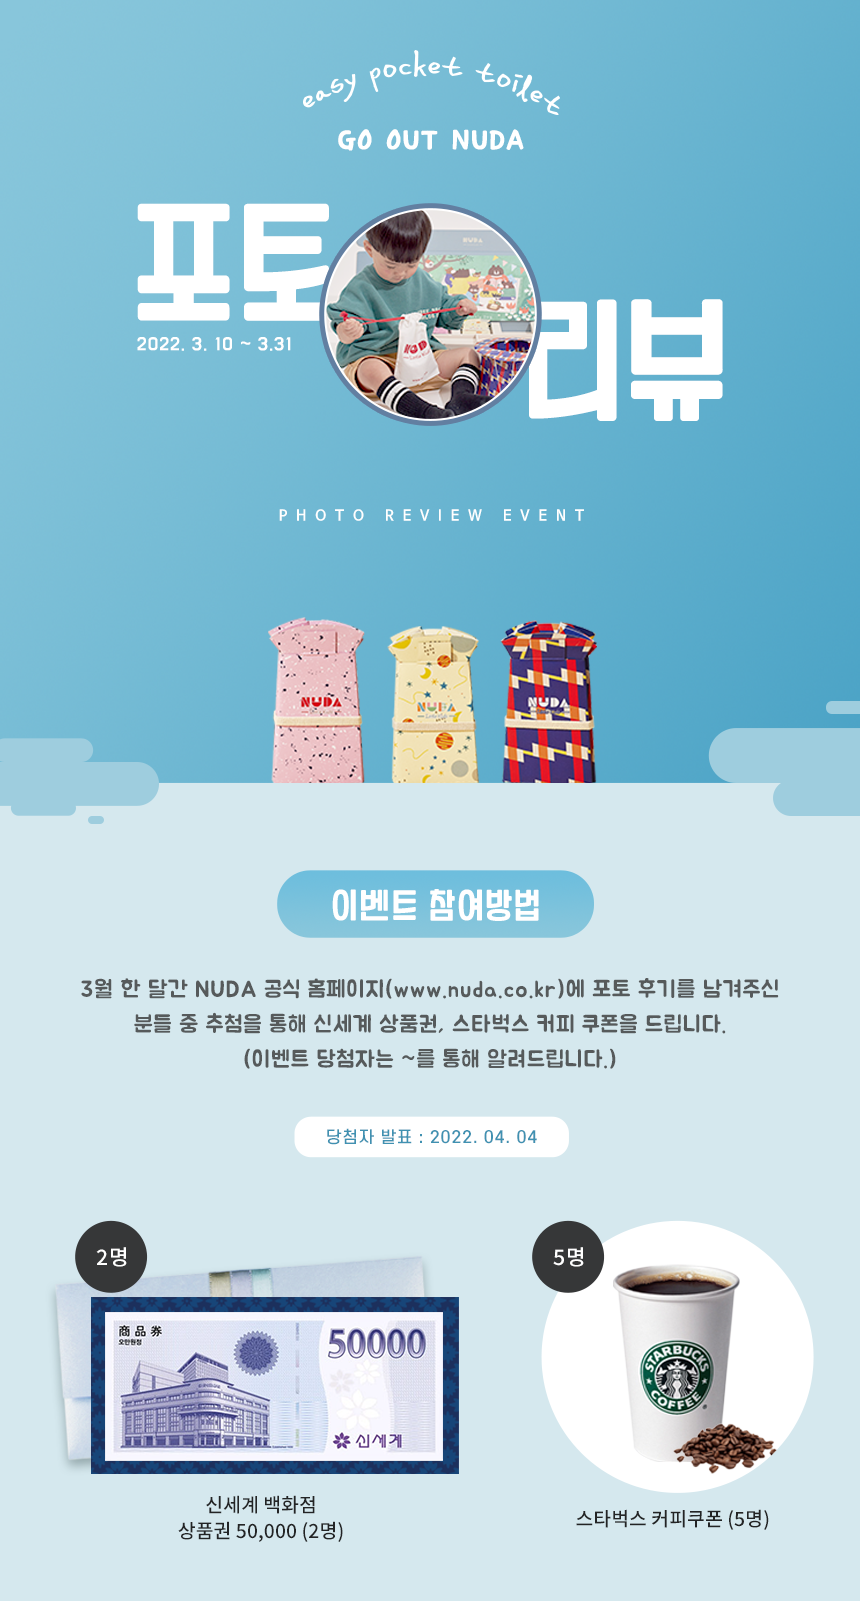 easy pocket toilet
GO OUT NUDA
포토
리뷰
2022. 3. 10 ~ 3.31
NUDA
NUDA
PHOTO REVIEW EVENT
NUDA
NUDA
NUDA
이벤트 참여방법
3월 한 달간 NUDA 공식 홈페이지(www.nuda.co.kr)에 포토 후기를 남겨주신
분들 중 추첨을 통해 신세계 상품권, 스타벅스 커피 쿠폰을 드립니다.
(이벤트 당첨자는 ~를 통해 알려드립니다.)
당첨자 발표 : 2022. 04. 04
2명
5명
商品券
오만원정
50000
신세계
STARBUCKS
COFFEE
신세계 백화점
상품권 50,000 (2명)
스타벅스 커피쿠폰 (5명)